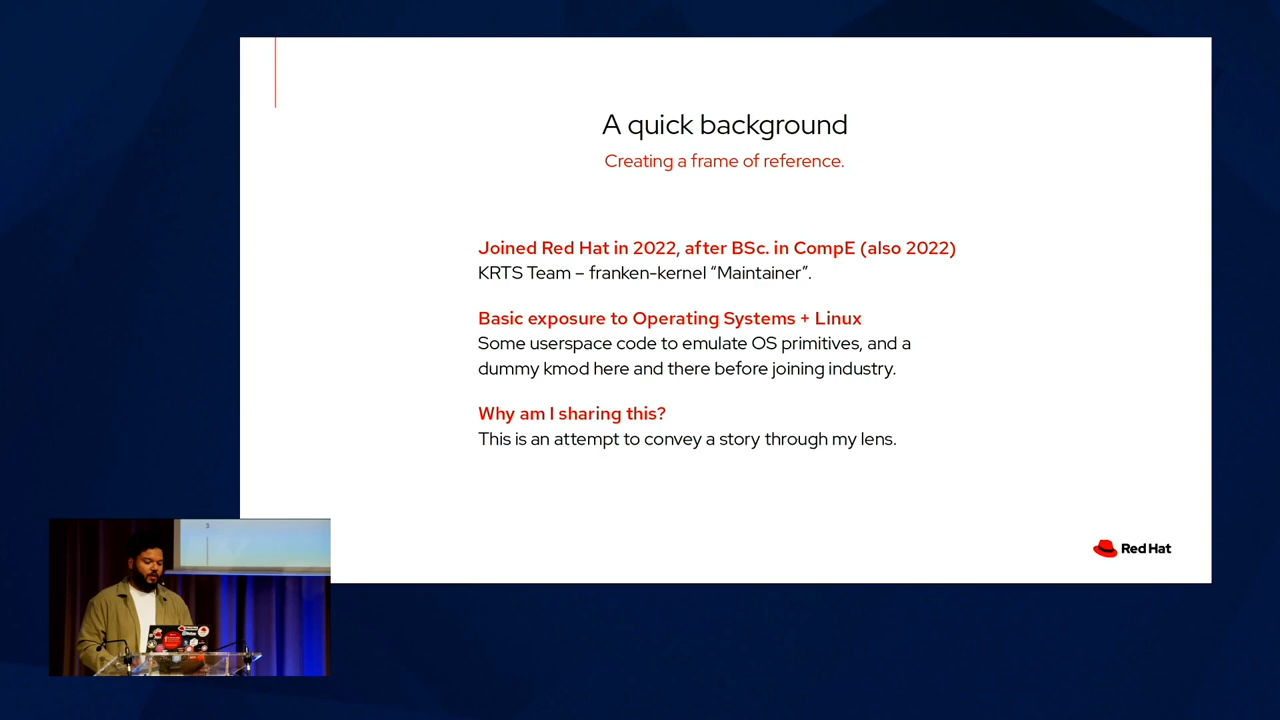 A quick background
Creating a frame of reference.
Joined Red Hat in 2022, after BSc. in CompE (also 2022)
KRTS Team – franken-kernel “Maintainer”.
Basic exposure to Operating Systems + Linux
Some userspace code to emulate OS primitives, and a
dummy kmod here and there before joining industry.
Why am I sharing this?
This is an attempt to convey a story through my lens.
Red Hat
3